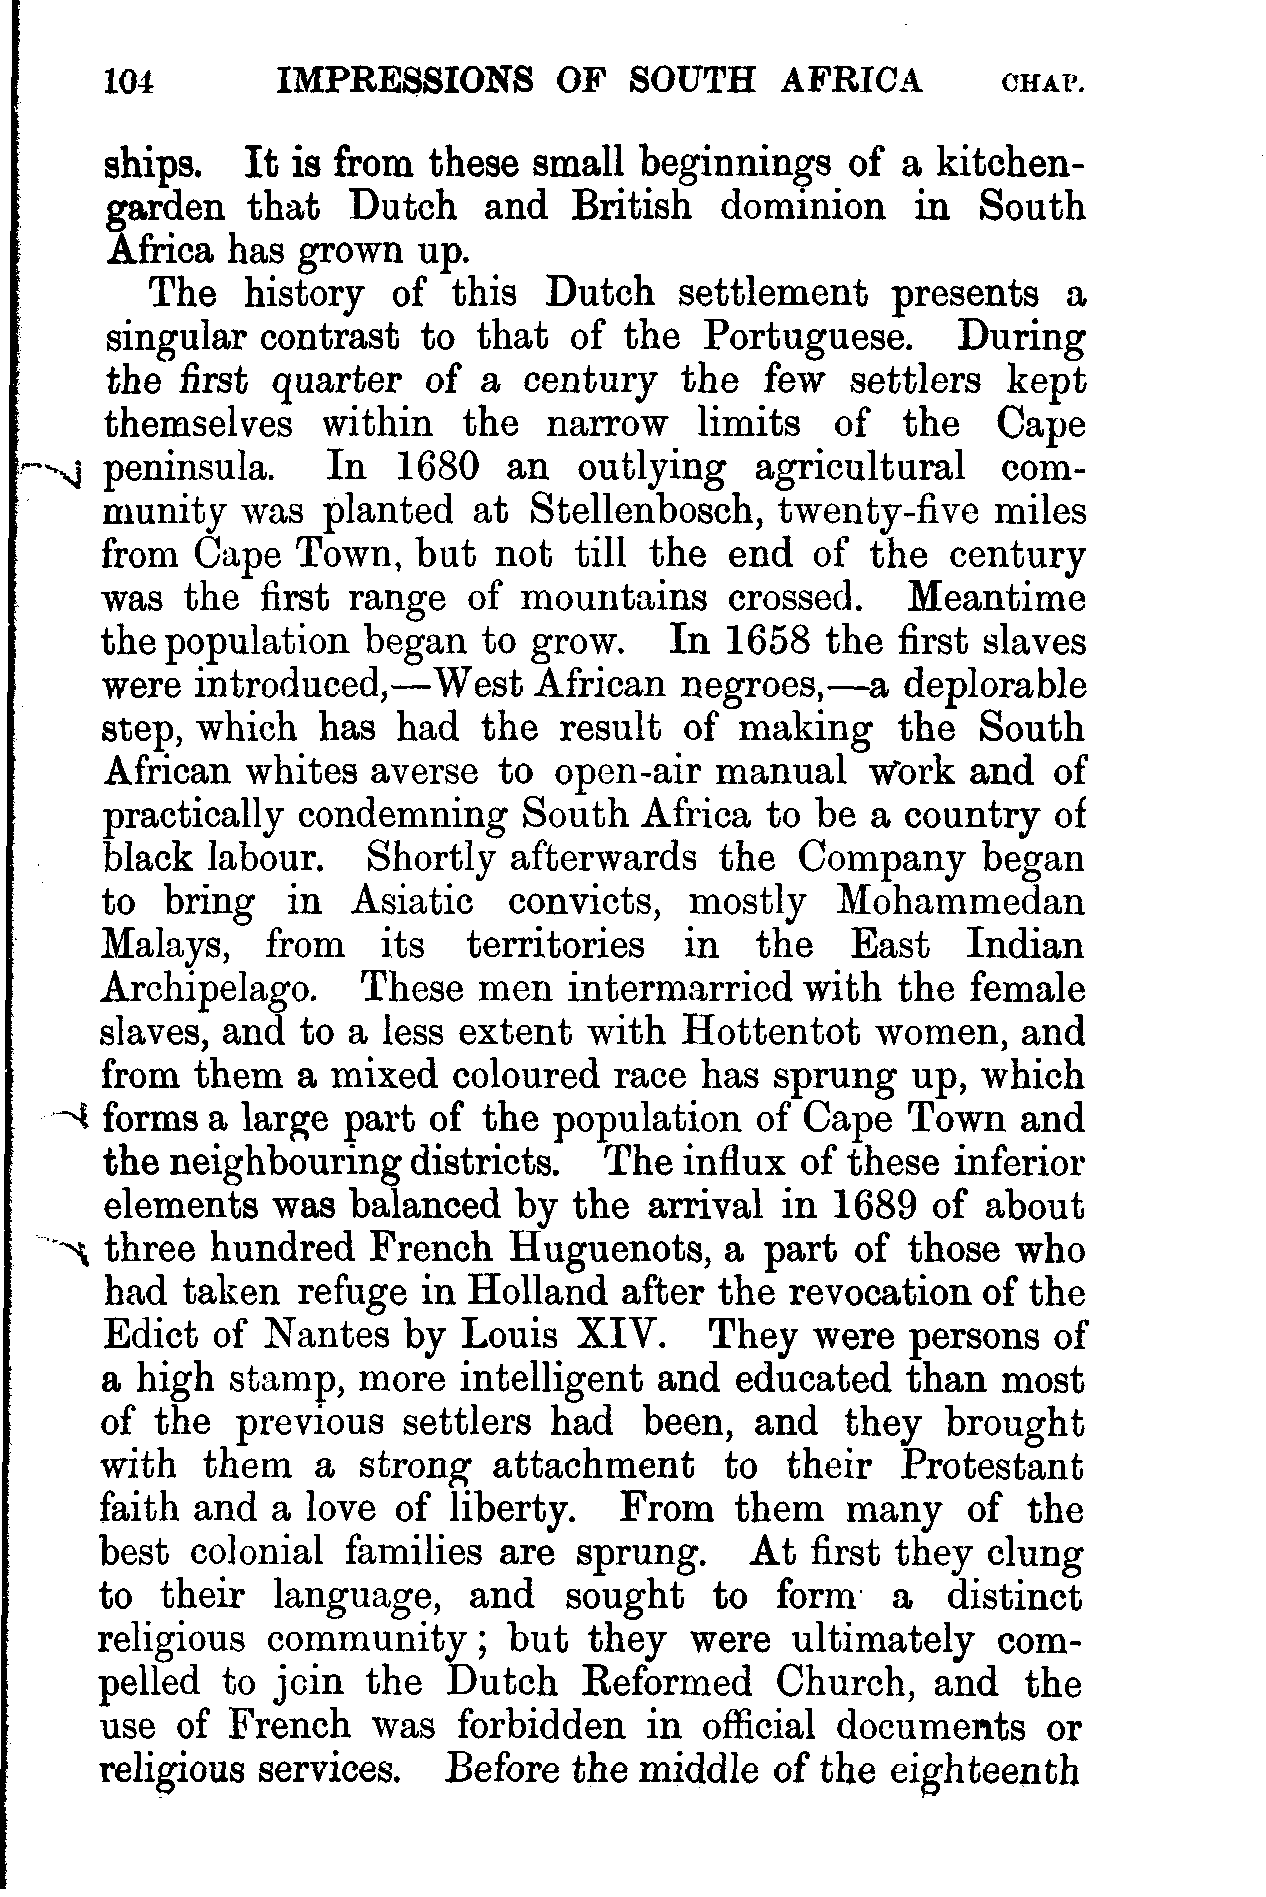 104 IMPRESSIONS OF SOUTH AFRICA CHAP.
ships. It is from these small beginnings of a kitchen-
garden that Dutch and British dominion in South
Africa has grown up.
The history of this Dutch settlement presents a
singular contrast to that of the Portuguese. During
the first quarter of a century the few settlers kept
themselves within the narrow limits of the Cape
peninsula. In 1680 an outlying agricultural com-
munity was planted at Stellenbosch, twenty-five miles
from Cape Town, but not till the end of the century
was the first range of mountains crossed. Meantime
the population began to grow. In 1658 the first slaves
were introduced,—West African negroes,—a deplorable
step, which has had the result of making the South
African whites averse to open-air manual work and of
practically condemning South Africa to be a country of
black labour. Shortly afterwards the Company began
to bring in Asiatic convicts, mostly Mohammedan
Malays, from its territories in the East Indian
Archipelago. These men intermarried with the female
slaves, and to a less extent with Hottentot women, and
from them a mixed coloured race has sprung up, which
forms a large part of the population of Cape Town and
the neighbouring districts. The influx of these inferior
elements was balanced by the arrival in 1689 of about
three hundred French Huguenots, a part of those who
had taken refuge in Holland after the revocation of the
Edict of Nantes by Louis XIV. They were persons of
a high stamp, more intelligent and educated than most
of the previous settlers had been, and they brought
with them a strong attachment to their Protestant
faith and a love of liberty. From them many of the
best colonial families are sprung. At first they clung
to their language, and sought to form a distinct
religious community; but they were ultimately com-
pelled to join the Dutch Reformed Church, and the
use of French was forbidden in official documents or
religious services. Before the middle of the eighteenth